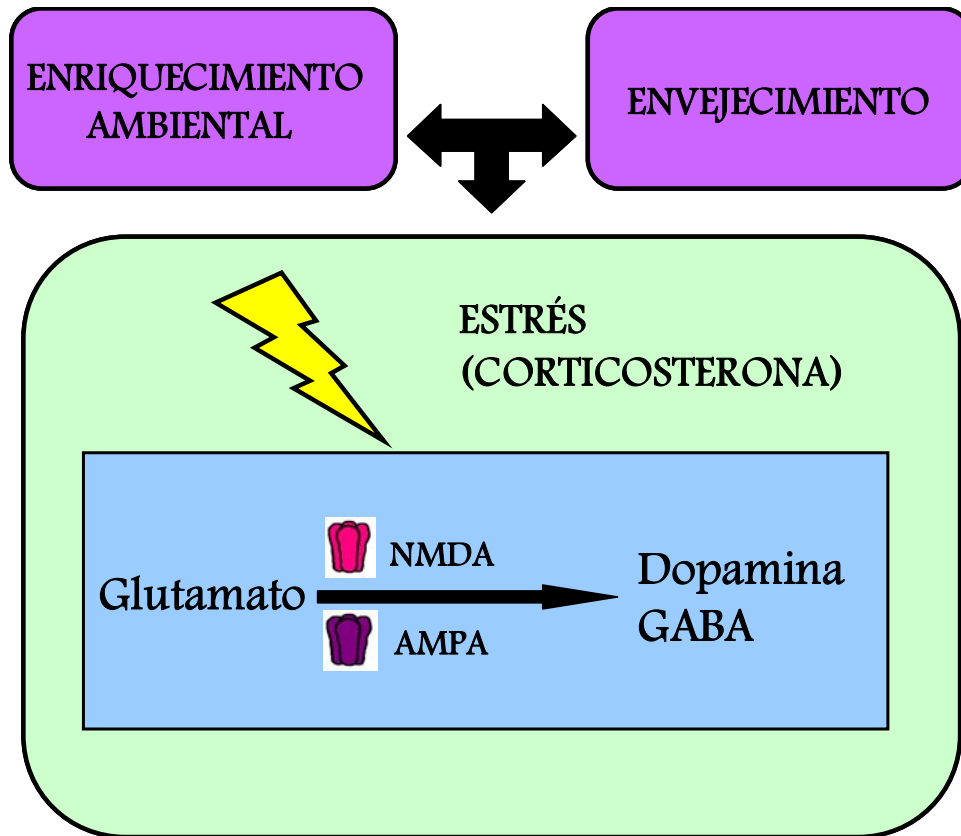 ENRIQUECIMIENTO
AMBIENTAL
ENVEJECIMIENTO
ESTRÉS
(CORTICOSTERONA)
NMDA
Glutamato
Dopamina
GABA
AMPA